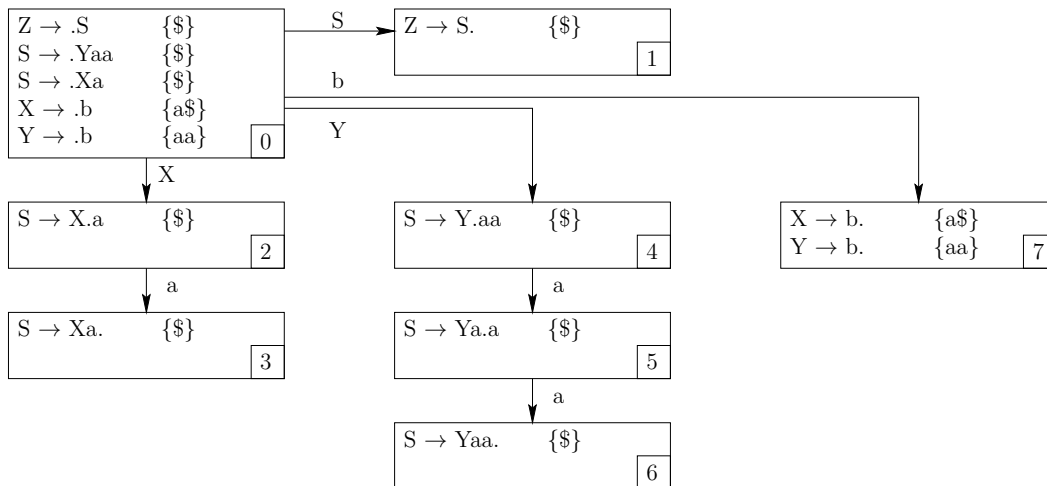 Z → .S {$}
S → .Yaa {$}
S → .Xa {$}
X → .b {a$}
Y → .b {aa}
0
S
Z → S. {$}
1
b
Y
X
S → X.a {$}
2
S → Y.aa {$}
4
X → b. {a$}
Y → b. {aa}
7
a
a
S → Xa. {$}
3
S → Ya.a {$}
5
a
S → Yaa. {$}
6